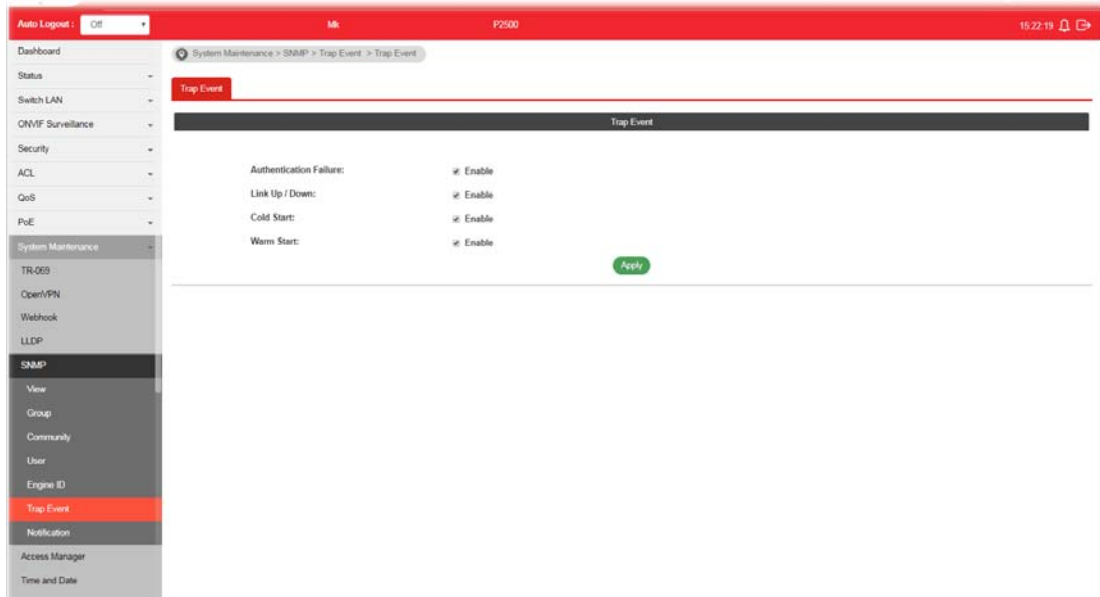 Auto Logout : Off Mk P2500 15:22:19
Dashboard
Status
Switch LAN
ONVIF Surveillance
Security
ACL
QoS
PoE
System Maintenance
TR-069
OpenVPN
Webhook
LLDP
SNMP
View
Group
Community
User
Engine ID
Trap Event
Notification
Access Manager
Time and Date
System Maintenance > SNMP > Trap Event > Trap Event
Trap Event
Trap Event
Authentication Failure: Enable
Link Up / Down: Enable
Cold Start: Enable
Warm Start: Enable
Apply